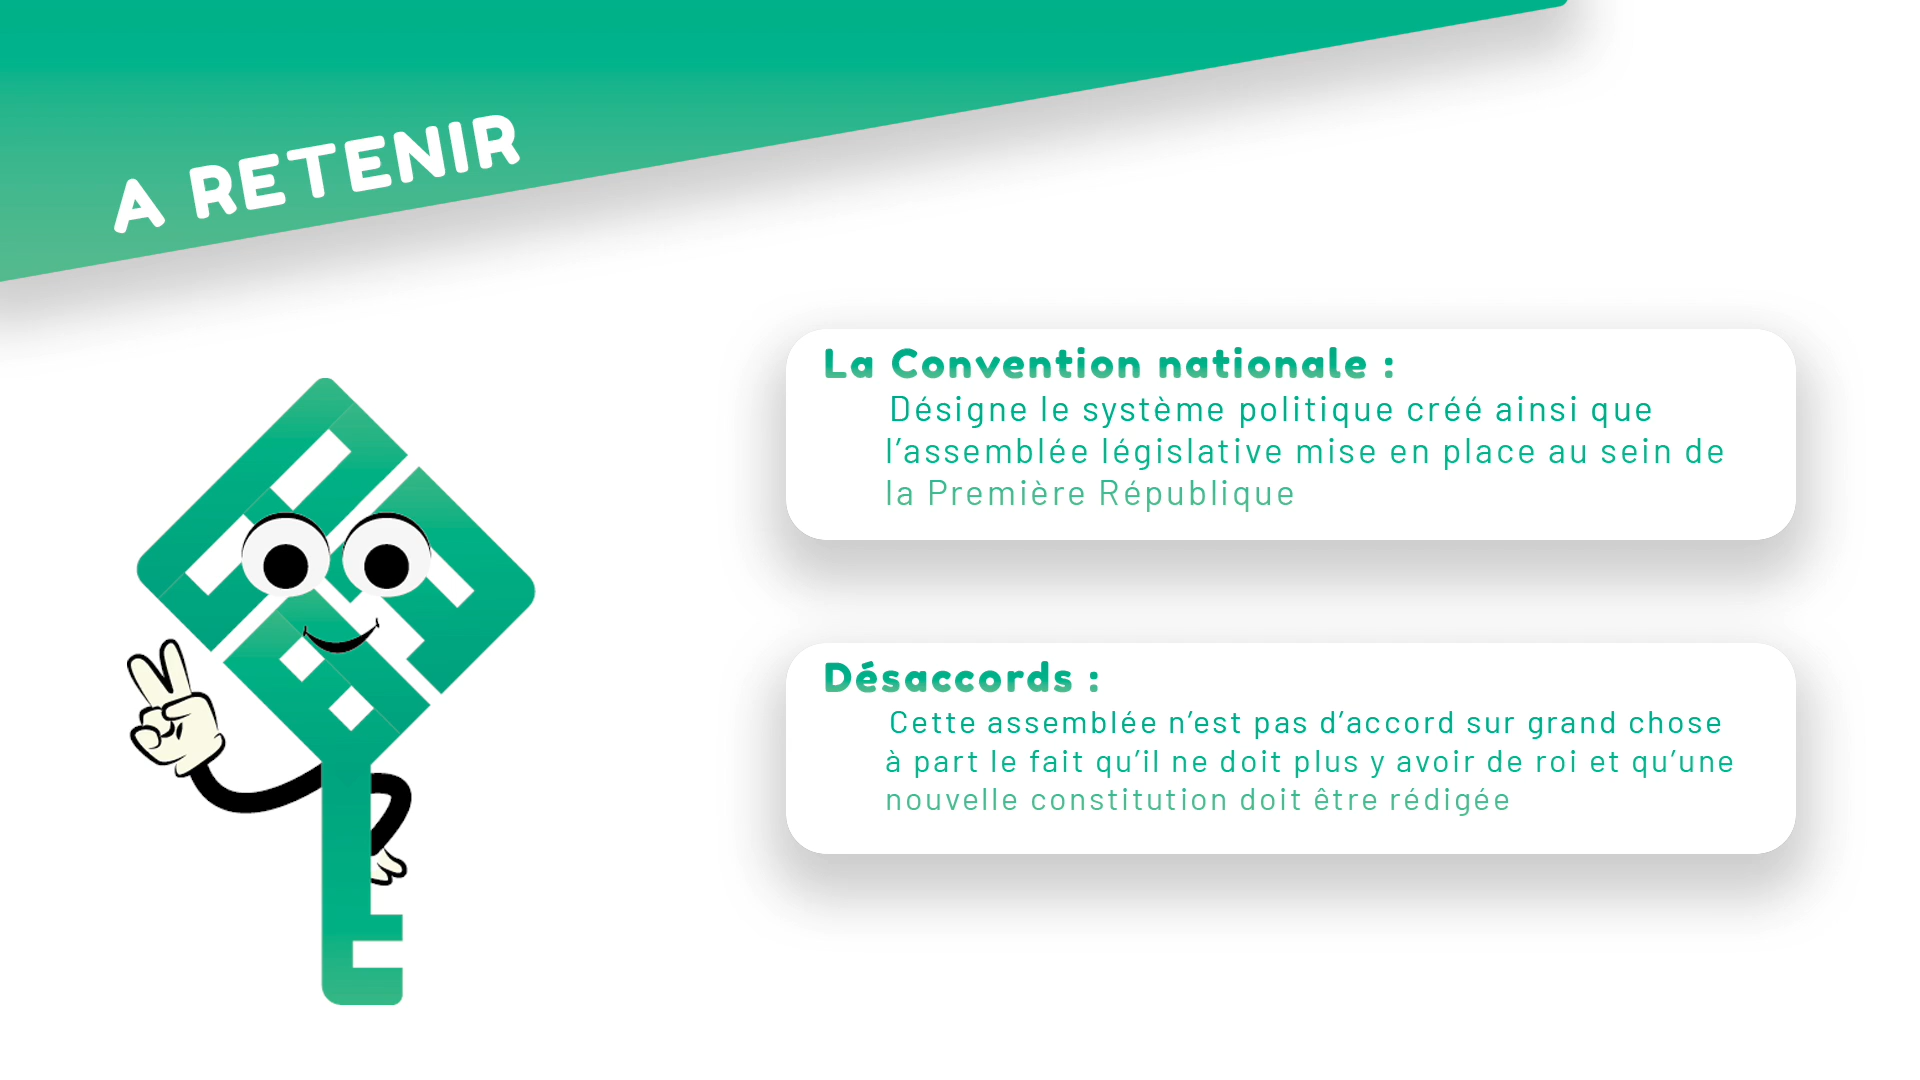 A RETENIR
La Convention nationale :
Désigne le système politique créé ainsi que
l’assemblée législative mise en place au sein de
la Première République
Désaccords :
Cette assemblée n’est pas d’accord sur grand chose
à part le fait qu’il ne doit plus y avoir de roi et qu’une
nouvelle constitution doit être rédigée